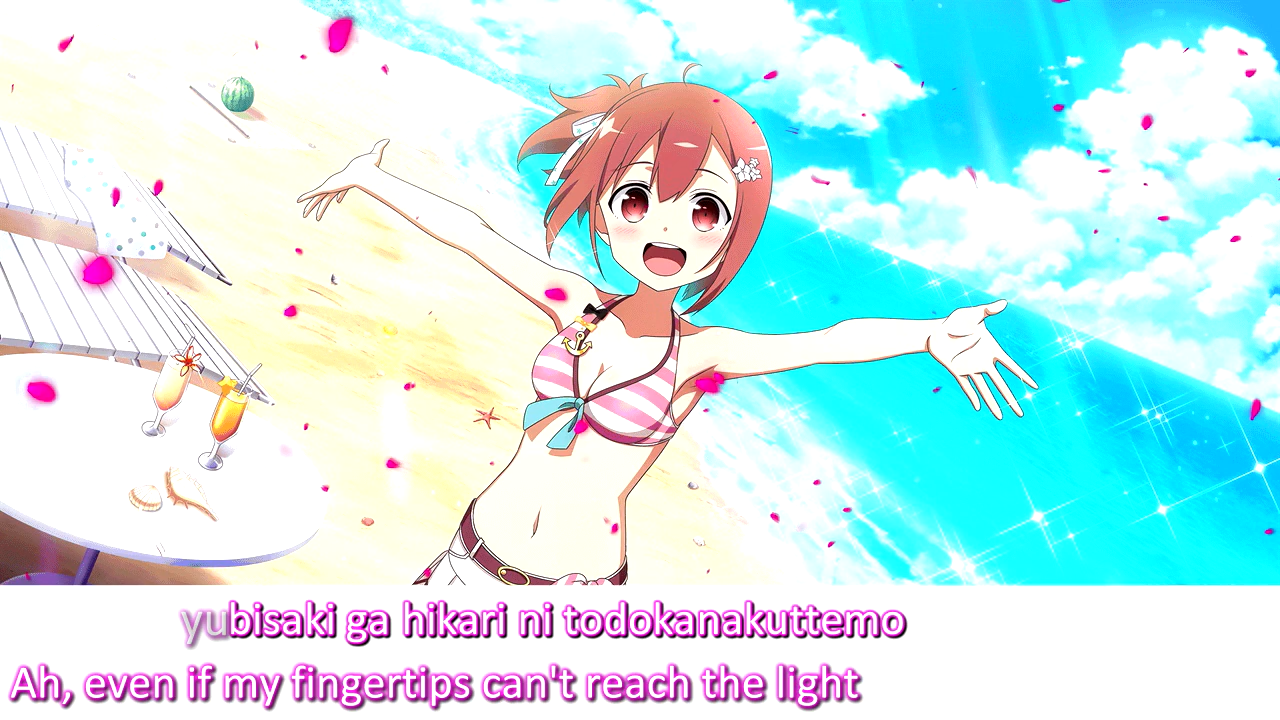 yubisaki ga hikari ni todokanakuttemo
Ah, even if my fingertips can't reach the light